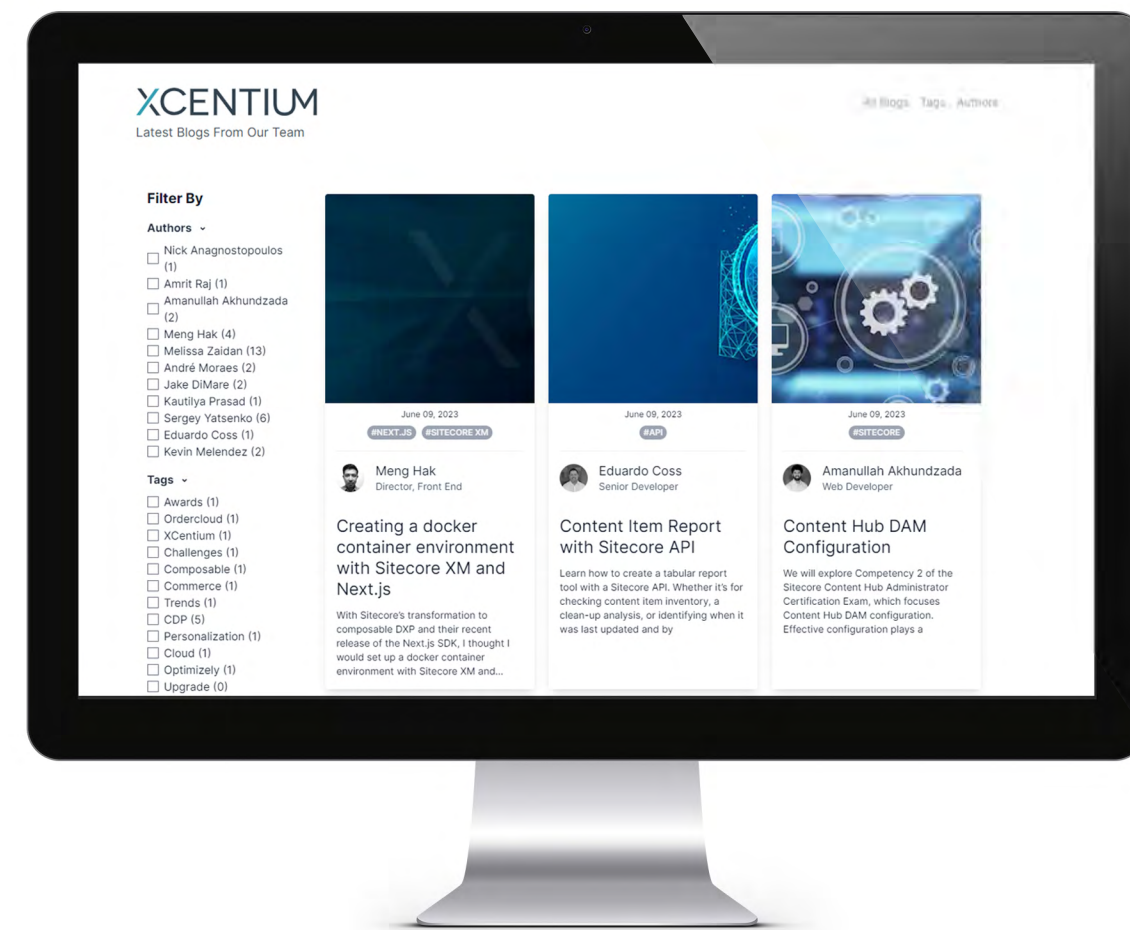 XCENTIUM
Latest Blogs From Our Team
All Blogs Tags Authors
Filter By
Authors
Nick Anagnostopoulos
(1)
Amrit Raj (1)
Amanullah Akhundzada
(2)
Meng Hak (4)
Melissa Zaidan (13)
André Moraes (2)
Jake DiMare (2)
Kautilya Prasad (1)
Sergey Yatsenko (6)
Eduardo Coss (1)
Kevin Melendez (2)
Tags
Awards (1)
Ordercloud (1)
XCentium (1)
Challenges (1)
Composable (1)
Commerce (1)
Trends (1)
CDP (5)
Personalization (1)
Cloud (1)
Optimizely (1)
Upgrade (0)
June 09, 2023
#NEXT.JS #SITECORE XM
Meng Hak
Director, Front End
Creating a docker
container environment
with Sitecore XM and
Next.js
With Sitecore's transformation to
composable DXP and their recent
release of the Next.js SDK, I thought I
would set up a docker container
environment with Sitecore XM and...
June 09, 2023
#API
Eduardo Coss
Senior Developer
Content Item Report
with Sitecore API
Learn how to create a tabular report
tool with a Sitecore API. Whether it's for
checking content item inventory, a
clean-up analysis, or identifying when it
was last updated and by
June 09, 2023
#SITECORE
Amanullah Akhundzada
Web Developer
Content Hub DAM
Configuration
We will explore Competency 2 of the
Sitecore Content Hub Administrator
Certification Exam, which focuses
Content Hub DAM configuration.
Effective configuration plays a